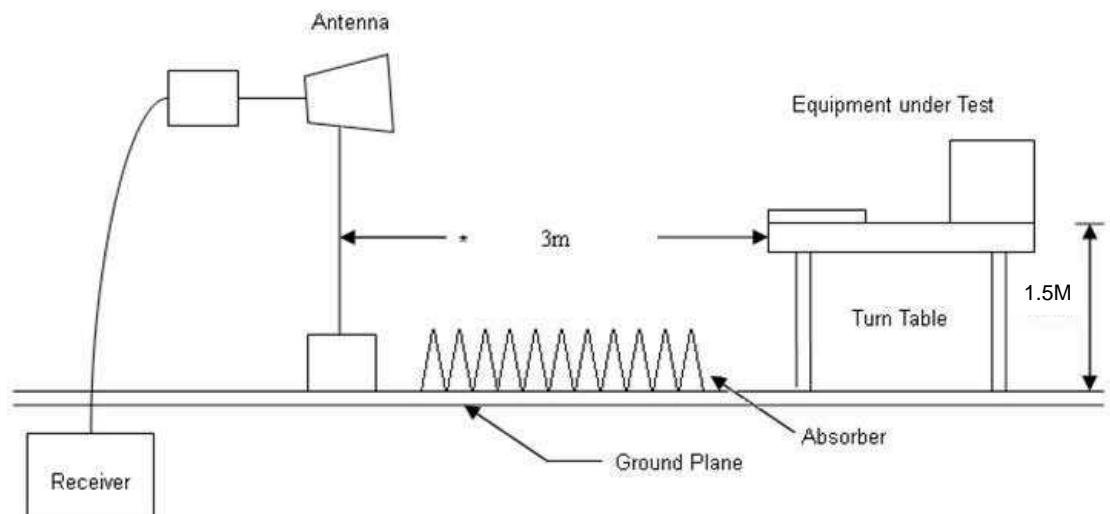 Antenna
Equipment under Test
* 3m
1.5M
Turn Table
Absorber
Ground Plane
Receiver